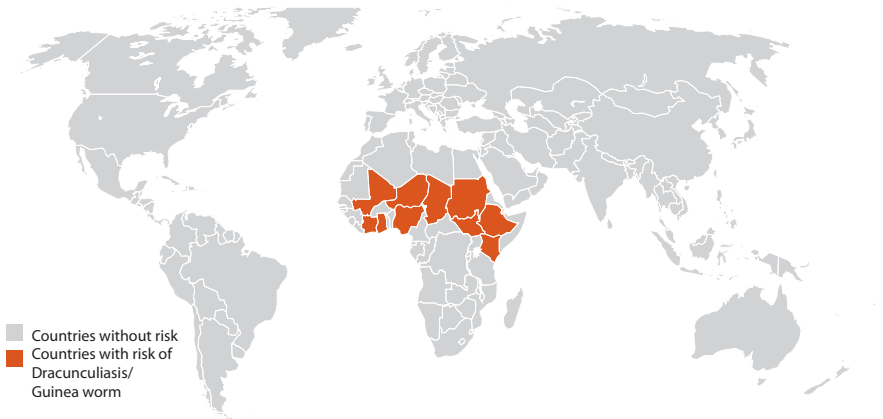 Countries without risk
Countries with risk of
Dracunculiasis/
Guinea worm